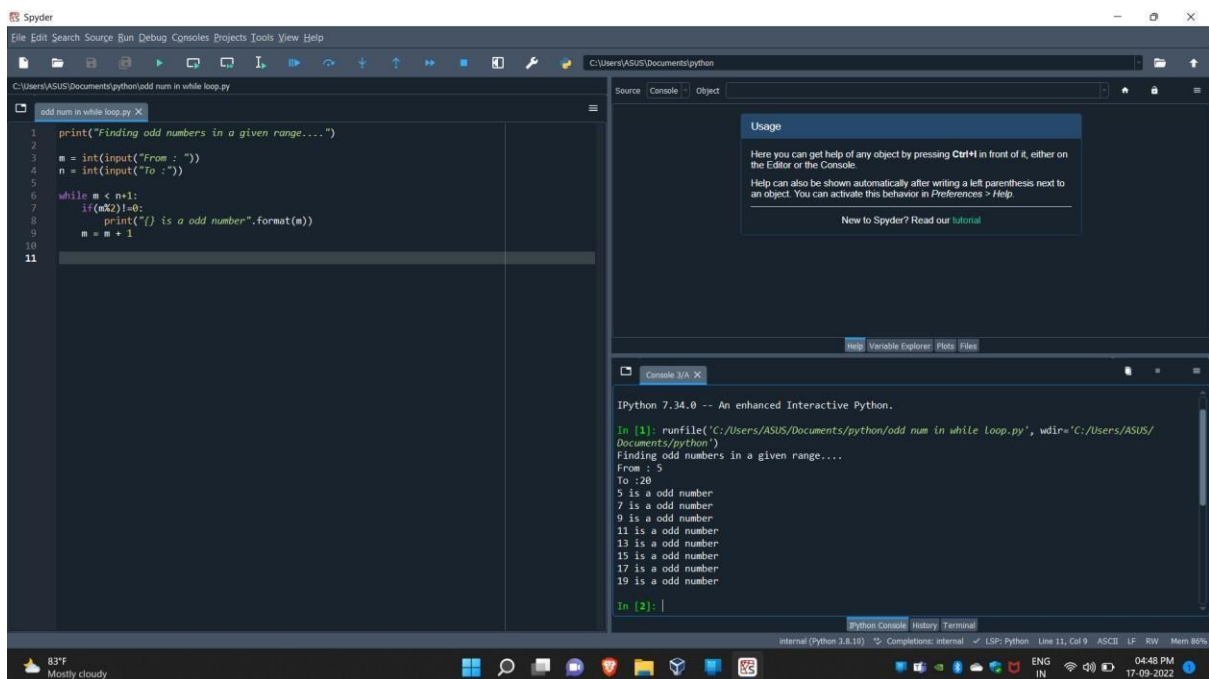 Spyder
File Edit Search Source Run Debug Consoles Projects Tools View Help
C:\Users\ASUS\Documents\python
C:\Users\ASUS\Documents\python\odd num in while loop.py
odd num in while loop.py
1 print("Finding odd numbers in a given range....")
2
3 m = int(input("From : "))
4 n = int(input("To :"))
5
6 while m < n+1:
7 if(m%2)!=0:
8 print("{} is a odd number".format(m))
9 m = m + 1
10
11
Source Console Object
Usage
Here you can get help of any object by pressing Ctrl+I in front of it, either on
the Editor or the Console.
Help can also be shown automatically after writing a left parenthesis next to
an object. You can activate this behavior in Preferences > Help.
New to Spyder? Read our tutorial
Help Variable Explorer Plots Files
Console 3/A
IPython 7.34.0 -- An enhanced Interactive Python.
In [1]: runfile('C:/Users/ASUS/Documents/python/odd num in while loop.py', wdir='C:/Users/ASUS/
Documents/python')
Finding odd numbers in a given range....
From : 5
To :20
5 is a odd number
7 is a odd number
9 is a odd number
11 is a odd number
13 is a odd number
15 is a odd number
17 is a odd number
19 is a odd number
In [2]:
IPython Console History Terminal
internal (Python 3.8.10) Completions: internal LSP: Python Line 11, Col 9 ASCII LF RW Mem 86%
83°F
Mostly cloudy
ENG
IN
04:48 PM
17-09-2022
1